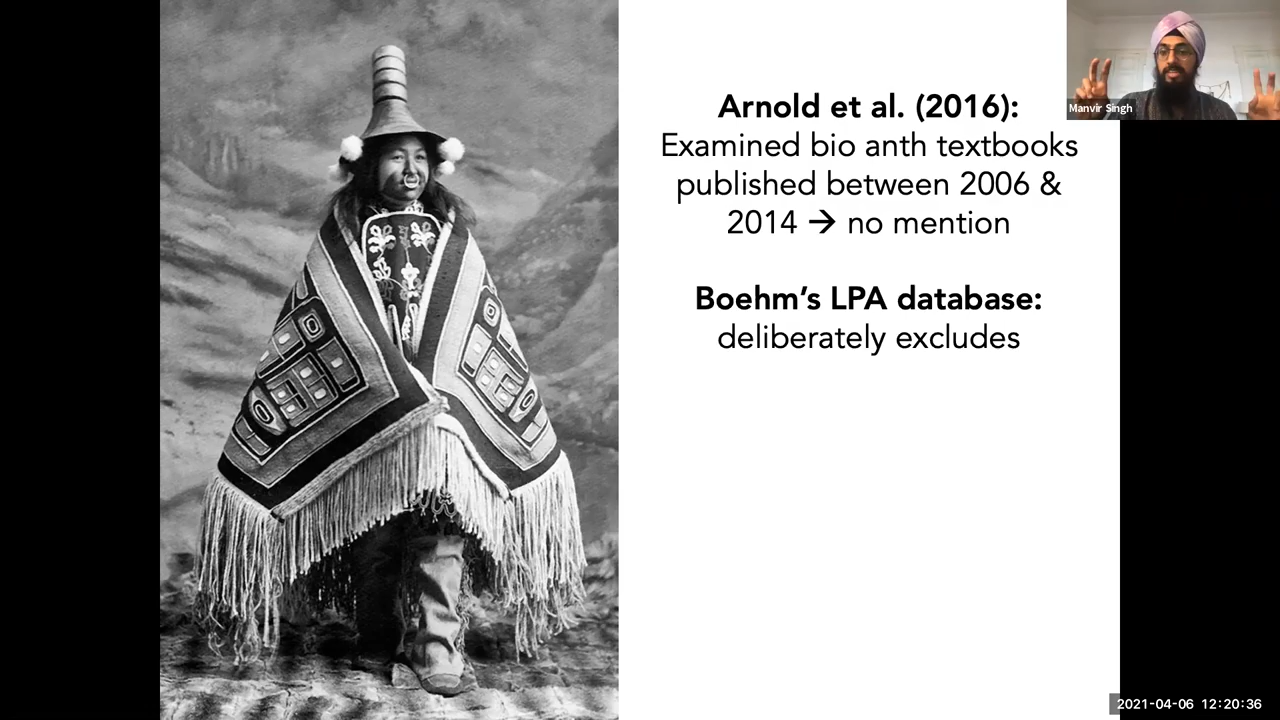 Arnold et al. (2016):
Examined bio anth textbooks
published between 2006 &
2014 → no mention
Boehm’s LPA database:
deliberately excludes
Manvir Singh
2021-04-06 12:20:36